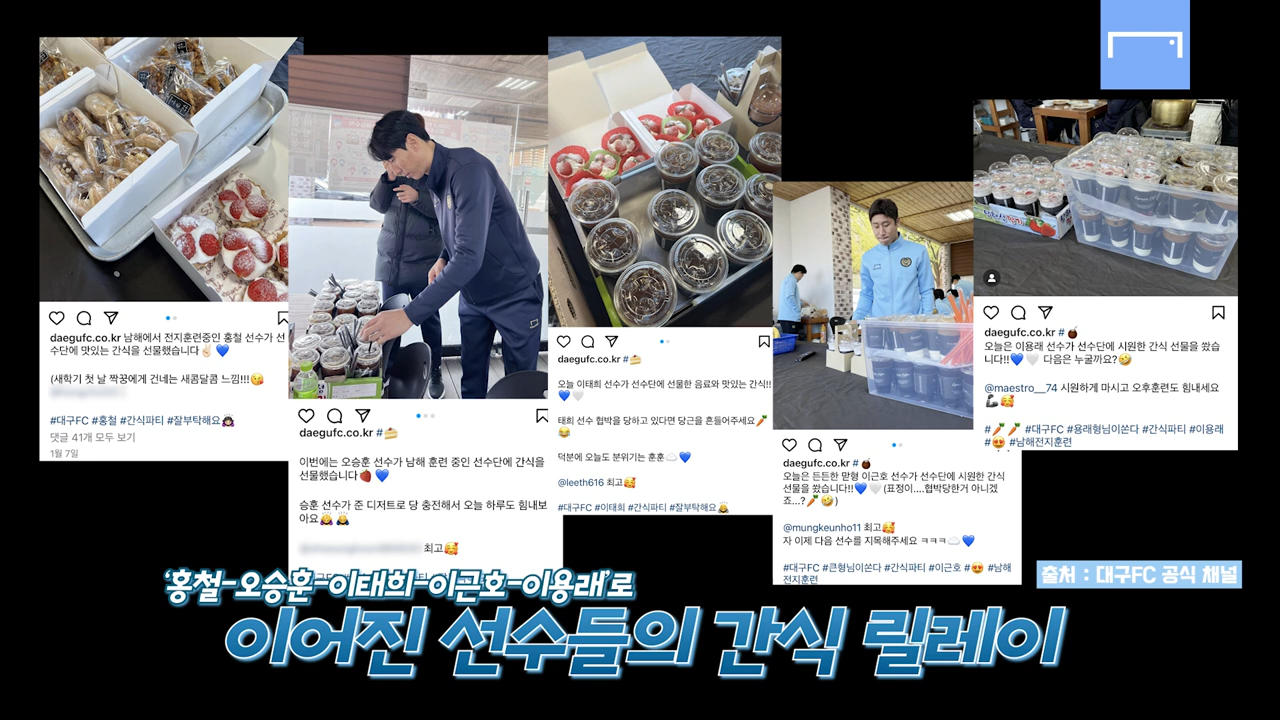 daegufc.co.kr 남해에서 전지훈련중인 홍철 선수가 선
수단에 맛있는 간식을 선물했습니다☝🏻💙
(새학기 첫 날 짝꿍에게 건네는 새콤달콤 느낌!!!😘
#대구FC #홍철 #간식파티 #잘부탁해요🙇‍♀️
댓글 41개 모두 보기
1월 7일
daegufc.co.kr #🍰
이번에는 오승훈 선수가 남해 훈련 중인 선수단에 간식을
선물했습니다🍓💙
승훈 선수가 준 디저트로 당 충전해서 오늘 하루도 힘내보
아요🙇‍♀️🙇
최고🥰
daegufc.co.kr #🍰
오늘 이태희 선수가 선수단에 선물한 음료와 맛있는 간식!!
💙🤍
태희 선수 협박을 당하고 있다면 당근을 흔들어주세요🥕
😂
덕분에 오늘도 분위기는 훈훈☁️💙
@leeth616 최고🥰
#대구FC #이태희 #간식파티 #잘부탁해요🙇
daegufc.co.kr #🧉
오늘은 든든한 맏형 이근호 선수가 선수단에 시원한 간식
선물을 쐈습니다!!💙🤍(표정이....협박당한거 아니겠
죠...?🥕🤣)
@mungkeunho11 최고🥰
자 이제 다음 선수를 지목해주세요 ㅋㅋㅋ☁️💙
#대구FC #큰형님이쏜다 #간식파티 #이근호 #😍 #남해
전지훈련
daegufc.co.kr #🧉
오늘은 이용래 선수가 선수단에 시원한 간식 선물을 쐈습
니다!!💙🤍 다음은 누굴까요?🤣
@maestro__74 시원하게 마시고 오후훈련도 힘내세요
💪🏿🥰
#🥕🥕 #대구FC #용래형님이쏜다 #간식파티 #이용래
#😍 #남해전지훈련
출처 : 대구FC 공식 채널
'홍철-오승훈-이태희-이근호-이용래'로
이어진 선수들의 간식 릴레이